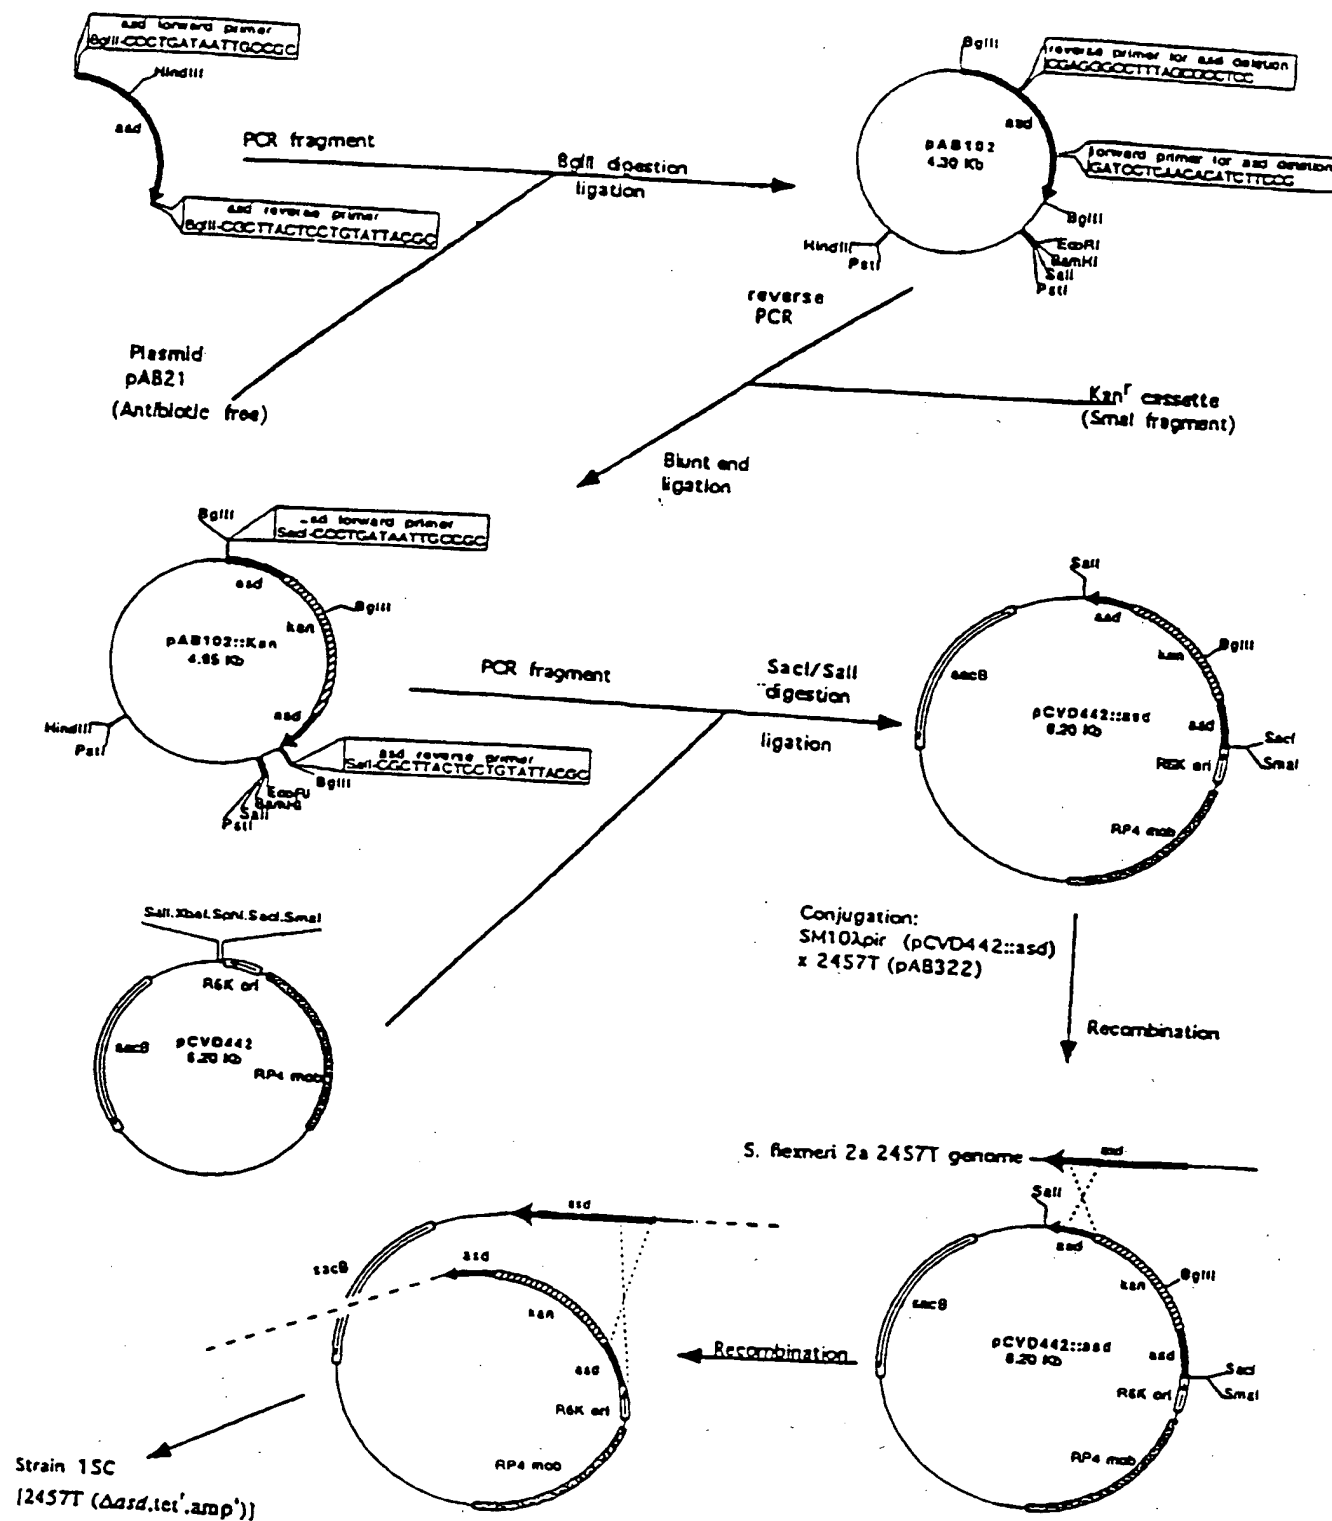 asd forward primer
BglII-CCCTGATAATTGCCGC
HindIII
asd
asd reverse primer
BglII-CGCTTACTCCTGTATTACGC
PCR fragment
BglII digestion
ligation
Plasmid
pAB21
(Antibiotic free)
BglII
reverse primer for asd deletion
asd
pAB102
4.30 Kb
forward primer for asd deletion
BglII
EcoRI
BamHI
SalI
PstI
HindIII
PstI
reverse
PCR
Kanʳ cassette
(SmaI fragment)
Blunt end
ligation
BglII
asd forward primer
SacI-CCCTGATAATTGCCGC
asd
BglII
kan
pAB102::Kan
4.95 Kb
asd
HindIII
PstI
asd reverse primer
SalI-CGCTTACTCCTGTATTACGC
BglII
EcoRI
BamHI
SalI
PstI
PCR fragment
SacI/SalI
digestion
ligation
SalI
asd
kan
BglII
sacB
pCVD442::asd
8.20 Kb
asd
SacI
SmaI
R6K ori
RP4 mob
SalI.XbaI.SphI.SacI.SmaI
R6K ori
sacB
pCVD442
6.20 Kb
RP4 mob
Conjugation:
SM10λpir (pCVD442::asd)
x 2457T (pAB322)
Recombination
S. flexneri 2a 2457T genome
asd
SalI
asd
kan
BglII
sacB
pCVD442::asd
8.20 Kb
asd
SacI
SmaI
R6K ori
RP4 mob
Recombination
asd
sacB
asd
kan
asd
R6K ori
RP4 mob
Strain 15C
[2457T (Δasd.tetʳ.ampˢ)]